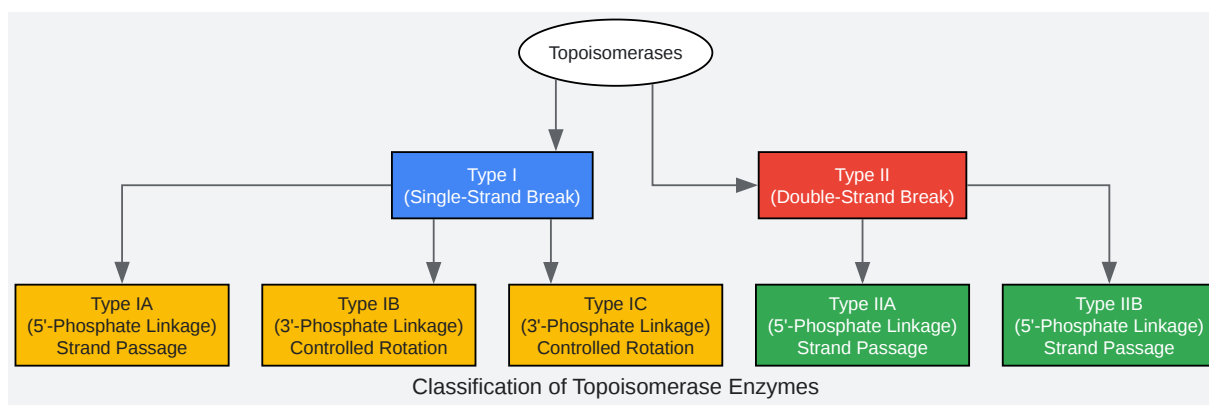 Topoisomerases
Type I
(Single-Strand Break)
Type II
(Double-Strand Break)
Type IA
(5'-Phosphate Linkage)
Strand Passage
Type IB
(3'-Phosphate Linkage)
Controlled Rotation
Type IC
(3'-Phosphate Linkage)
Controlled Rotation
Type IIA
(5'-Phosphate Linkage)
Strand Passage
Type IIB
(5'-Phosphate Linkage)
Strand Passage
Classification of Topoisomerase Enzymes